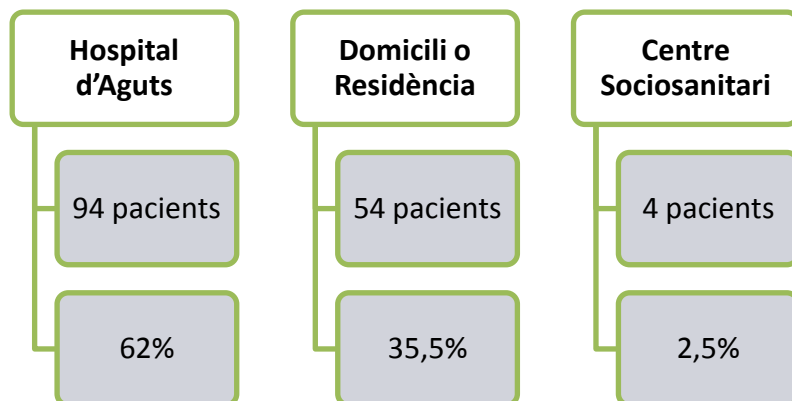 Hospital
d'Aguts
94 pacients
62%
Domicili o
Residència
54 pacients
35,5%
Centre
Sociosanitari
4 pacients
2,5%